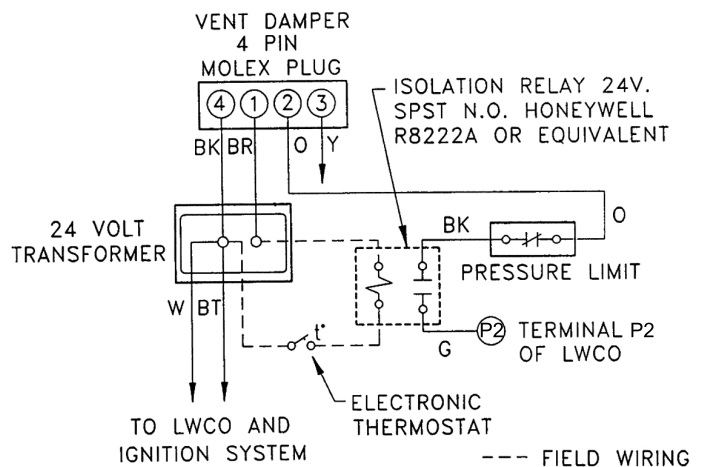 VENT DAMPER
4 PIN
MOLEX PLUG
4 1 2 3
BK BR O Y
ISOLATION RELAY 24V.
SPST N.O. HONEYWELL
R8222A OR EQUIVALENT
24 VOLT
TRANSFORMER
BK
O
PRESSURE LIMIT
W BT
t°
G
P2
TERMINAL P2
OF LWCO
ELECTRONIC
THERMOSTAT
TO LWCO AND
IGNITION SYSTEM
--- FIELD WIRING